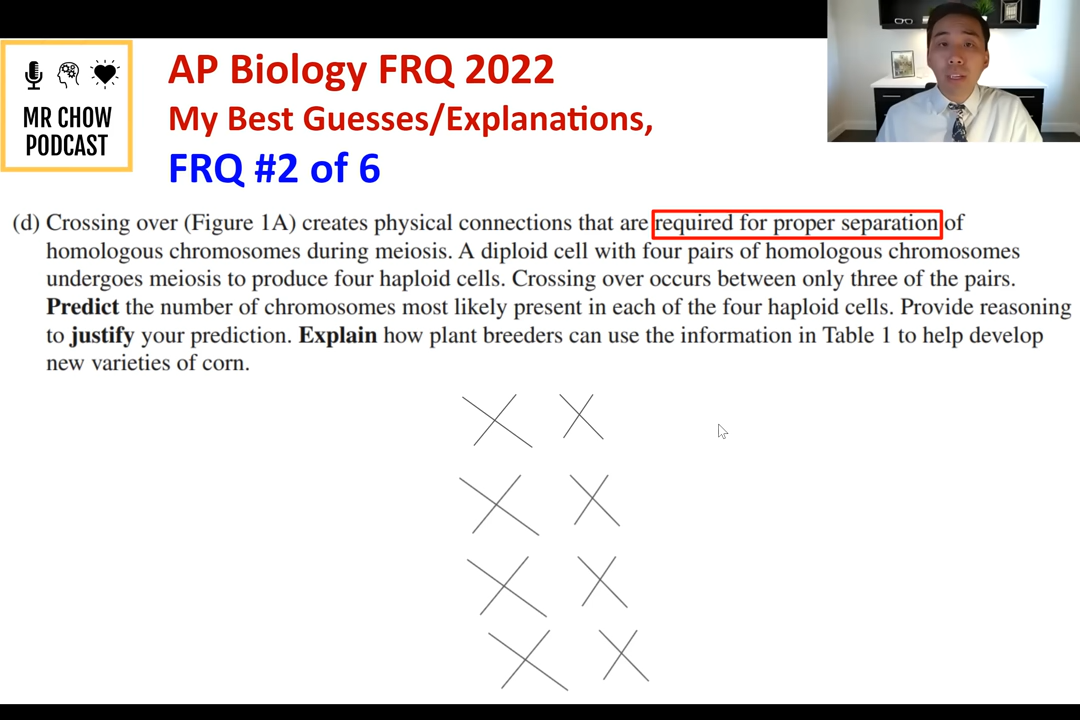 MR CHOW
PODCAST
AP Biology FRQ 2022
My Best Guesses/Explanations,
FRQ #2 of 6
(d) Crossing over (Figure 1A) creates physical connections that are required for proper separation of
homologous chromosomes during meiosis. A diploid cell with four pairs of homologous chromosomes
undergoes meiosis to produce four haploid cells. Crossing over occurs between only three of the pairs.
Predict the number of chromosomes most likely present in each of the four haploid cells. Provide reasoning
to justify your prediction. Explain how plant breeders can use the information in Table 1 to help develop
new varieties of corn.